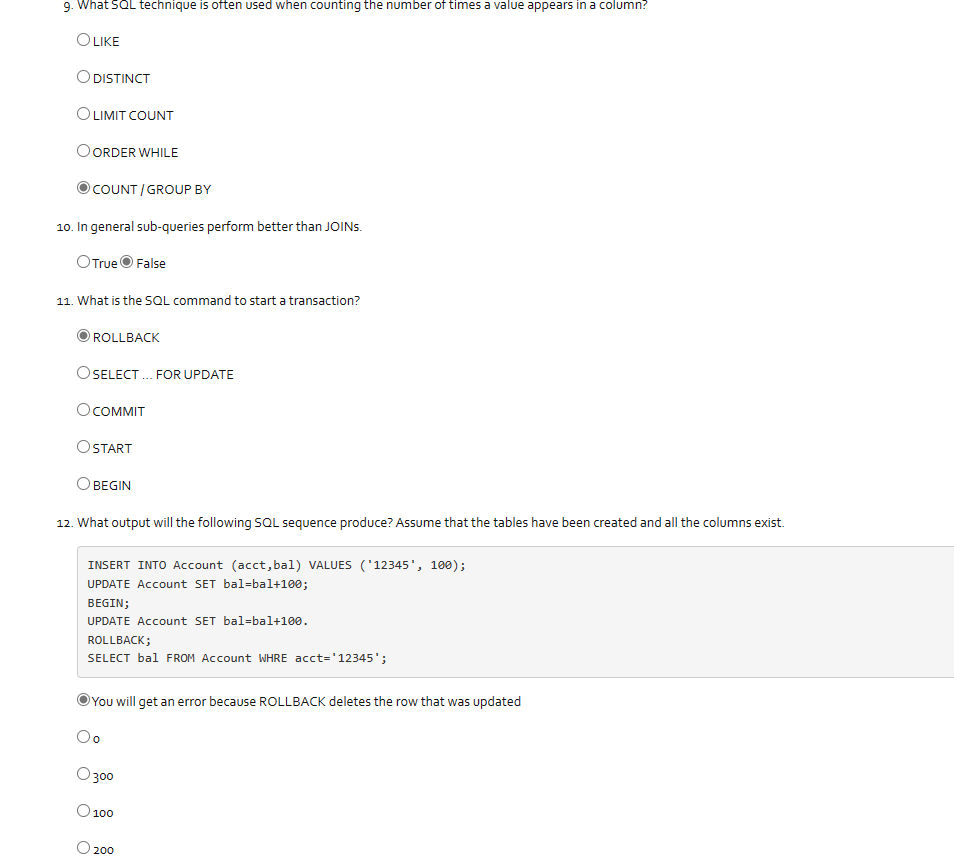 9. What SQL technique is often used when counting the number of times a value appears in a column?
LIKE
DISTINCT
LIMIT COUNT
ORDER WHILE
COUNT / GROUP BY
10. In general sub-queries perform better than JOINs.
True False
11. What is the SQL command to start a transaction?
ROLLBACK
SELECT ... FOR UPDATE
COMMIT
START
BEGIN
12. What output will the following SQL sequence produce? Assume that the tables have been created and all the columns exist.
INSERT INTO Account (acct,bal) VALUES ('12345', 100);
UPDATE Account SET bal=bal+100;
BEGIN;
UPDATE Account SET bal=bal+100.
ROLLBACK;
SELECT bal FROM Account WHRE acct='12345';
You will get an error because ROLLBACK deletes the row that was updated
0
300
100
200